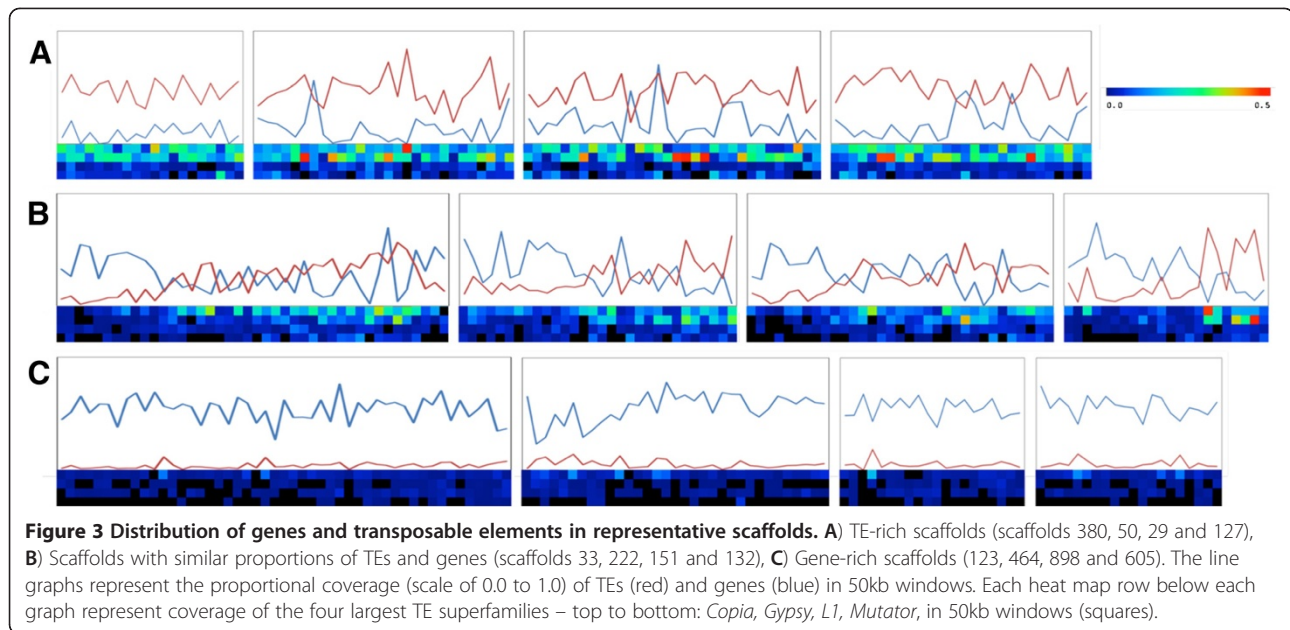 A
0.0 0.5
B
C
Figure 3 Distribution of genes and transposable elements in representative scaffolds. A) TE-rich scaffolds (scaffolds 380, 50, 29 and 127),
B) Scaffolds with similar proportions of TEs and genes (scaffolds 33, 222, 151 and 132), C) Gene-rich scaffolds (123, 464, 898 and 605). The line
graphs represent the proportional coverage (scale of 0.0 to 1.0) of TEs (red) and genes (blue) in 50kb windows. Each heat map row below each
graph represent coverage of the four largest TE superfamilies – top to bottom: Copia, Gypsy, L1, Mutator, in 50kb windows (squares).